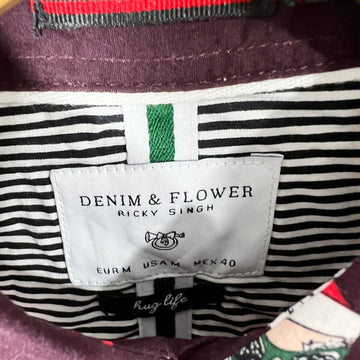 DENIM & FLOWER
RICKY SINGH
EUR M USA M MEX 40
hug life